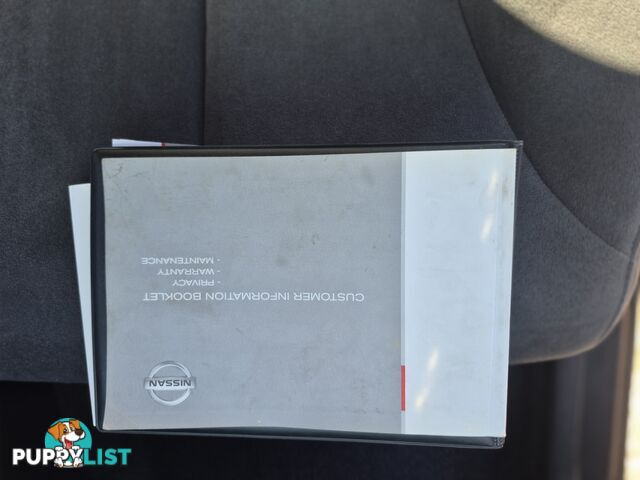 CUSTOMER INFORMATION BOOKLET
- PRIVACY
- WARRANTY
- MAINTENANCE
NISSAN
PUPPYLIST